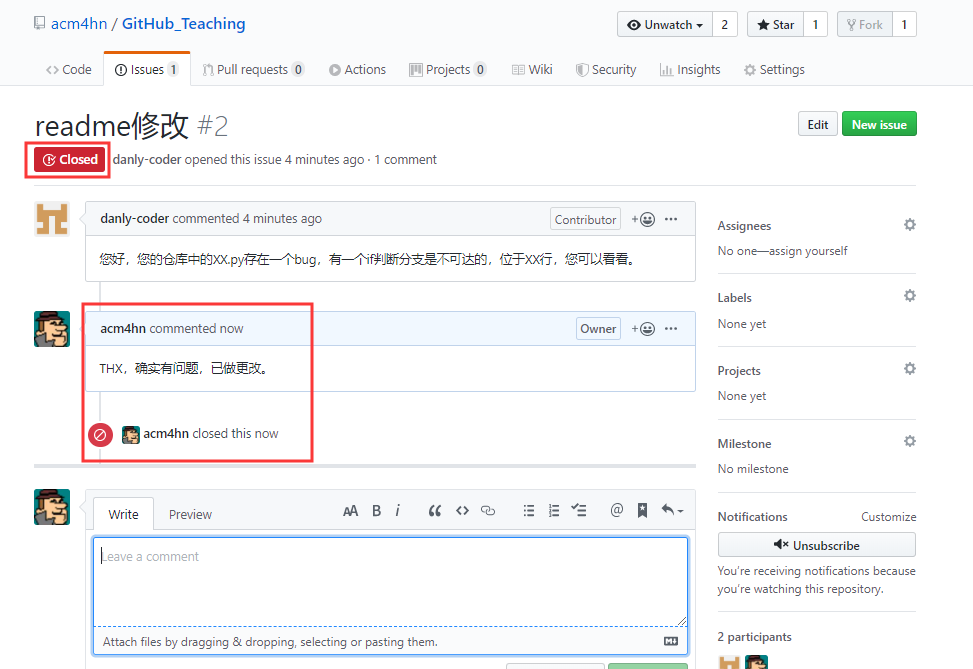 acm4hn / GitHub_Teaching
Unwatch 2 Star 1 Fork 1
Code Issues 1 Pull requests 0 Actions Projects 0 Wiki Security Insights Settings
readme修改 #2
Edit New issue
Closed danly-coder opened this issue 4 minutes ago · 1 comment
danly-coder commented 4 minutes ago Contributor
您好，您的仓库中的XX.py存在一个bug，有一个if判断分支是不可达的，位于XX行，您可以看看。
acm4hn commented now Owner
THX，确实有问题，已做更改。
acm4hn closed this now
Write Preview
Leave a comment
Attach files by dragging & dropping, selecting or pasting them.
Assignees
No one—assign yourself
Labels
None yet
Projects
None yet
Milestone
No milestone
Notifications Customize
Unsubscribe
You're receiving notifications because
you're watching this repository.
2 participants